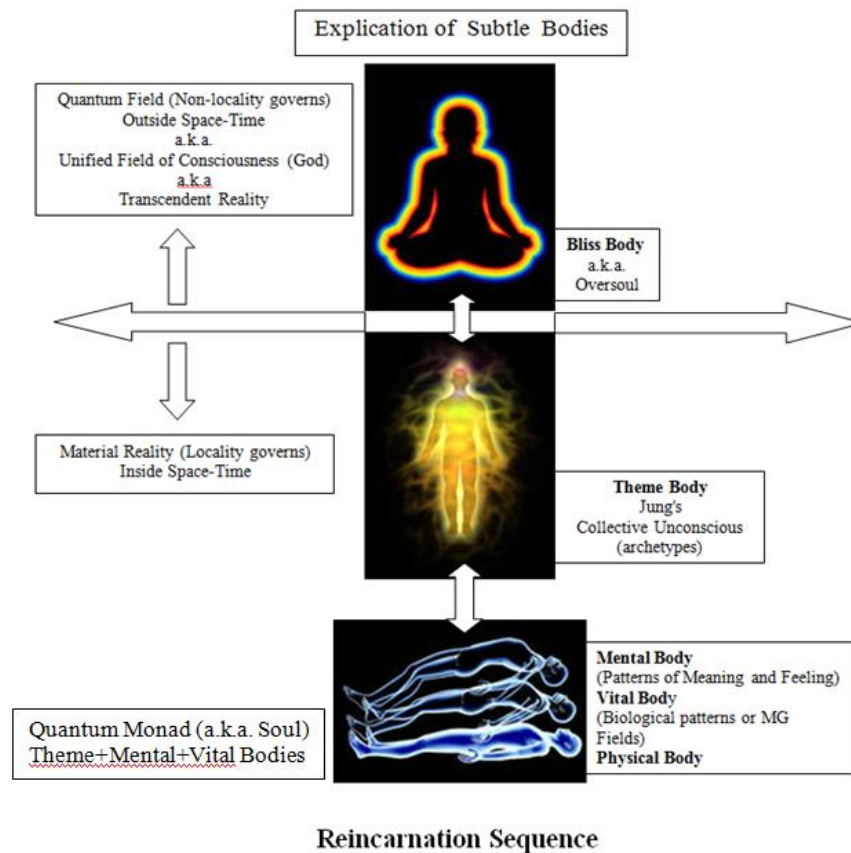 Explication of Subtle Bodies
Quantum Field (Non-locality governs)
Outside Space-Time
a.k.a.
Unified Field of Consciousness (God)
a.k.a
Transcendent Reality
Bliss Body
a.k.a.
Oversoul
Material Reality (Locality governs)
Inside Space-Time
Theme Body
Jung's
Collective Unconscious
(archetypes)
Mental Body
(Patterns of Meaning and Feeling)
Vital Body
(Biological patterns or MG
Fields)
Physical Body
Quantum Monad (a.k.a. Soul)
Theme+Mental+Vital Bodies
Reincarnation Sequence